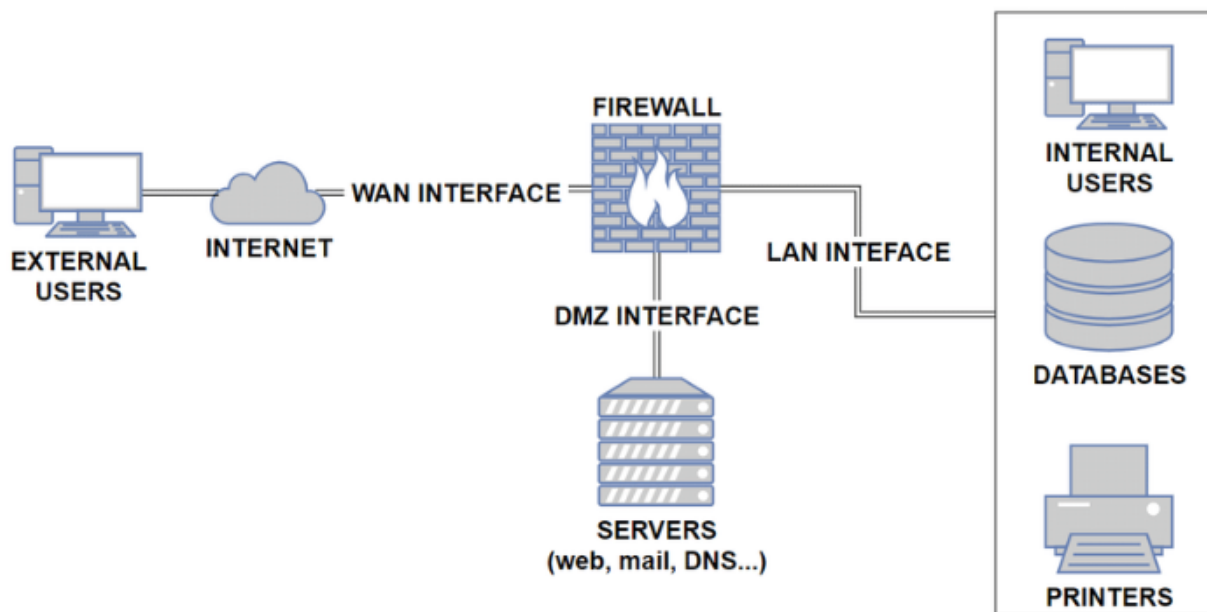 FIREWALL
INTERNAL
USERS
WAN INTERFACE
INTERNET
EXTERNAL
USERS
LAN INTEFACE
DMZ INTERFACE
DATABASES
SERVERS
(web, mail, DNS...)
PRINTERS